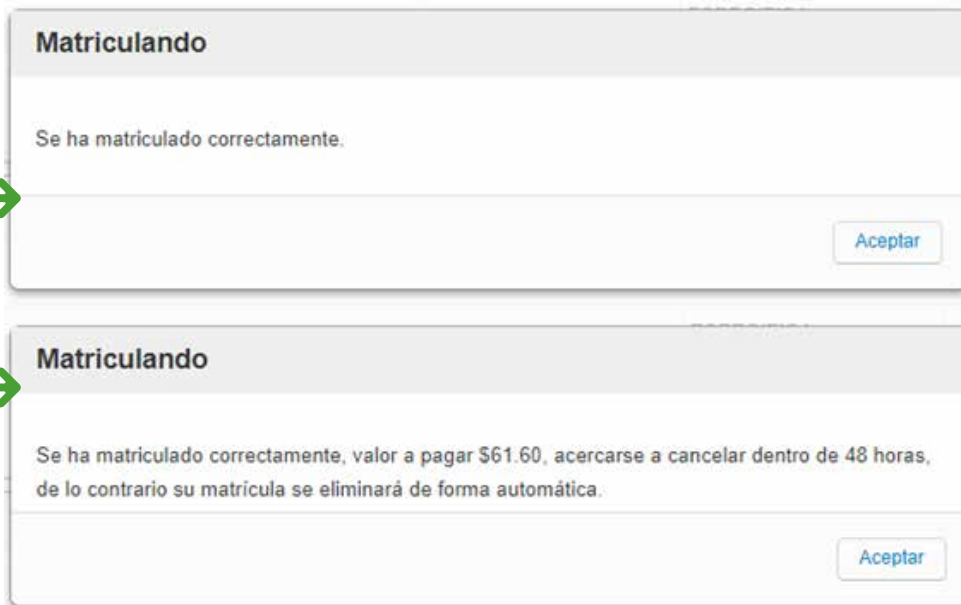 Matriculando
Se ha matriculado correctamente.
Aceptar
Matriculando
Se ha matriculado correctamente, valor a pagar $61.60, acercarse a cancelar dentro de 48 horas,
de lo contrario su matrícula se eliminará de forma automática.
Aceptar